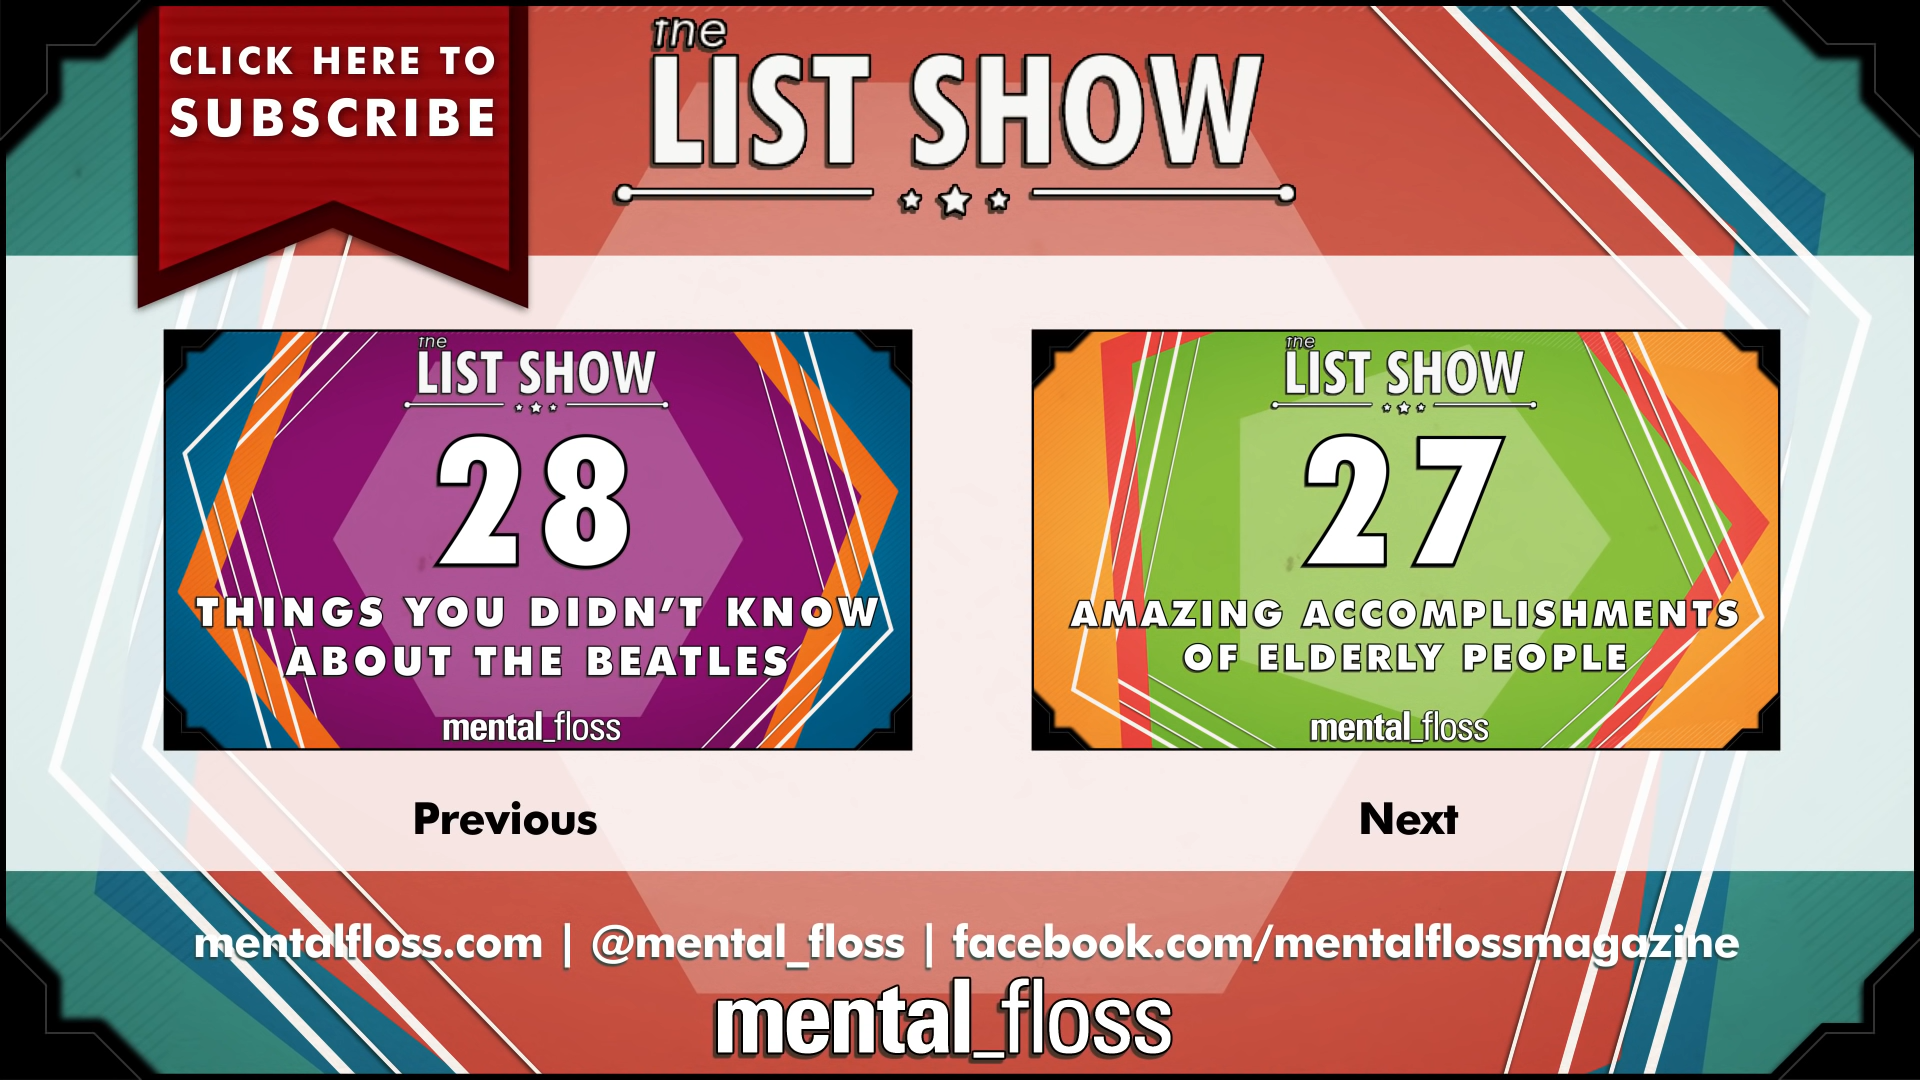 CLICK HERE TO
SUBSCRIBE
the
LIST SHOW
the
LIST SHOW
28
THINGS YOU DIDN'T KNOW
ABOUT THE BEATLES
mental_floss
the
LIST SHOW
27
AMAZING ACCOMPLISHMENTS
OF ELDERLY PEOPLE
mental_floss
Previous
Next
mentalfloss.com | @mental_floss | facebook.com/mentalflossmagazine
mental_floss